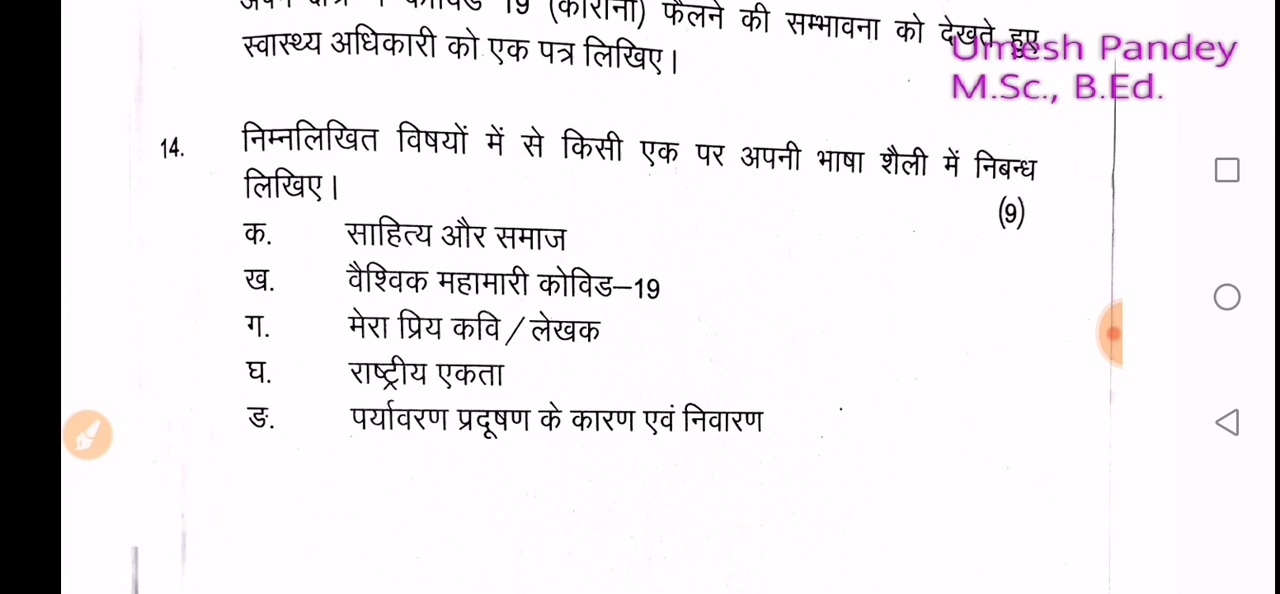 19 (कोरोना) फैलने की सम्भावना को देखते हुए
स्वास्थ्य अधिकारी को एक पत्र लिखिए।
Umesh Pandey
M.Sc., B.Ed.
14. निम्नलिखित विषयों में से किसी एक पर अपनी भाषा शैली में निबन्ध
लिखिए।
(9)
क. साहित्य और समाज
ख. वैश्विक महामारी कोविड–19
ग. मेरा प्रिय कवि / लेखक
घ. राष्ट्रीय एकता
ङ. पर्यावरण प्रदूषण के कारण एवं निवारण